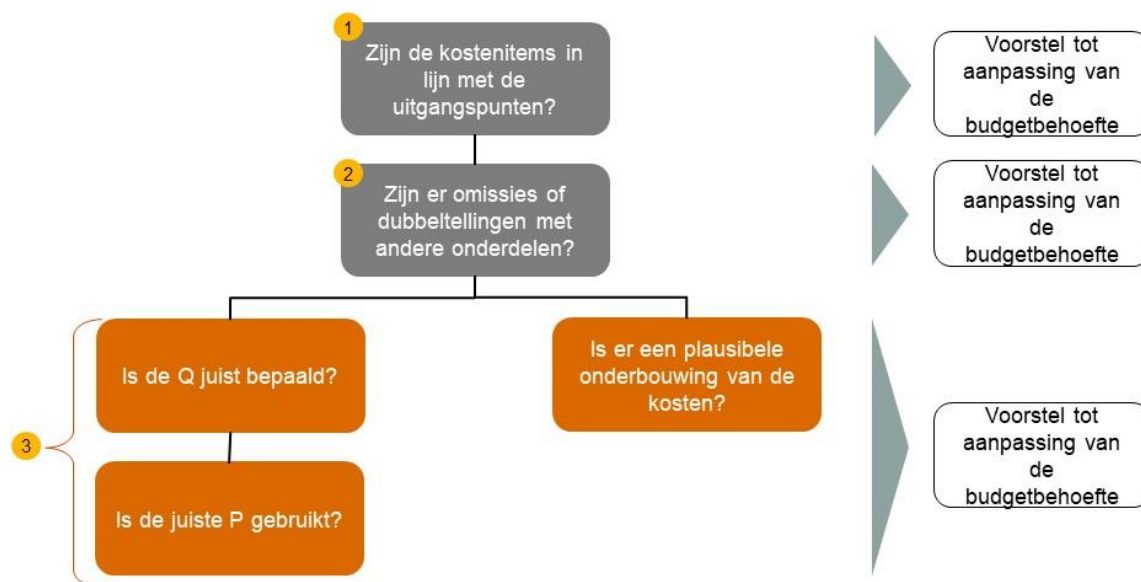 1
Zijn de kostenitems in
lijn met de
uitgangspunten?
Voorstel tot
aanpassing van
de
budgetbehoefte
2
Zijn er omissies of
dubbeltellingen met
andere onderdelen?
Voorstel tot
aanpassing van
de
budgetbehoefte
3
Is de Q juist bepaald?
Is de juiste P gebruikt?
Is er een plausibele
onderbouwing van de
kosten?
Voorstel tot
aanpassing van
de
budgetbehoefte